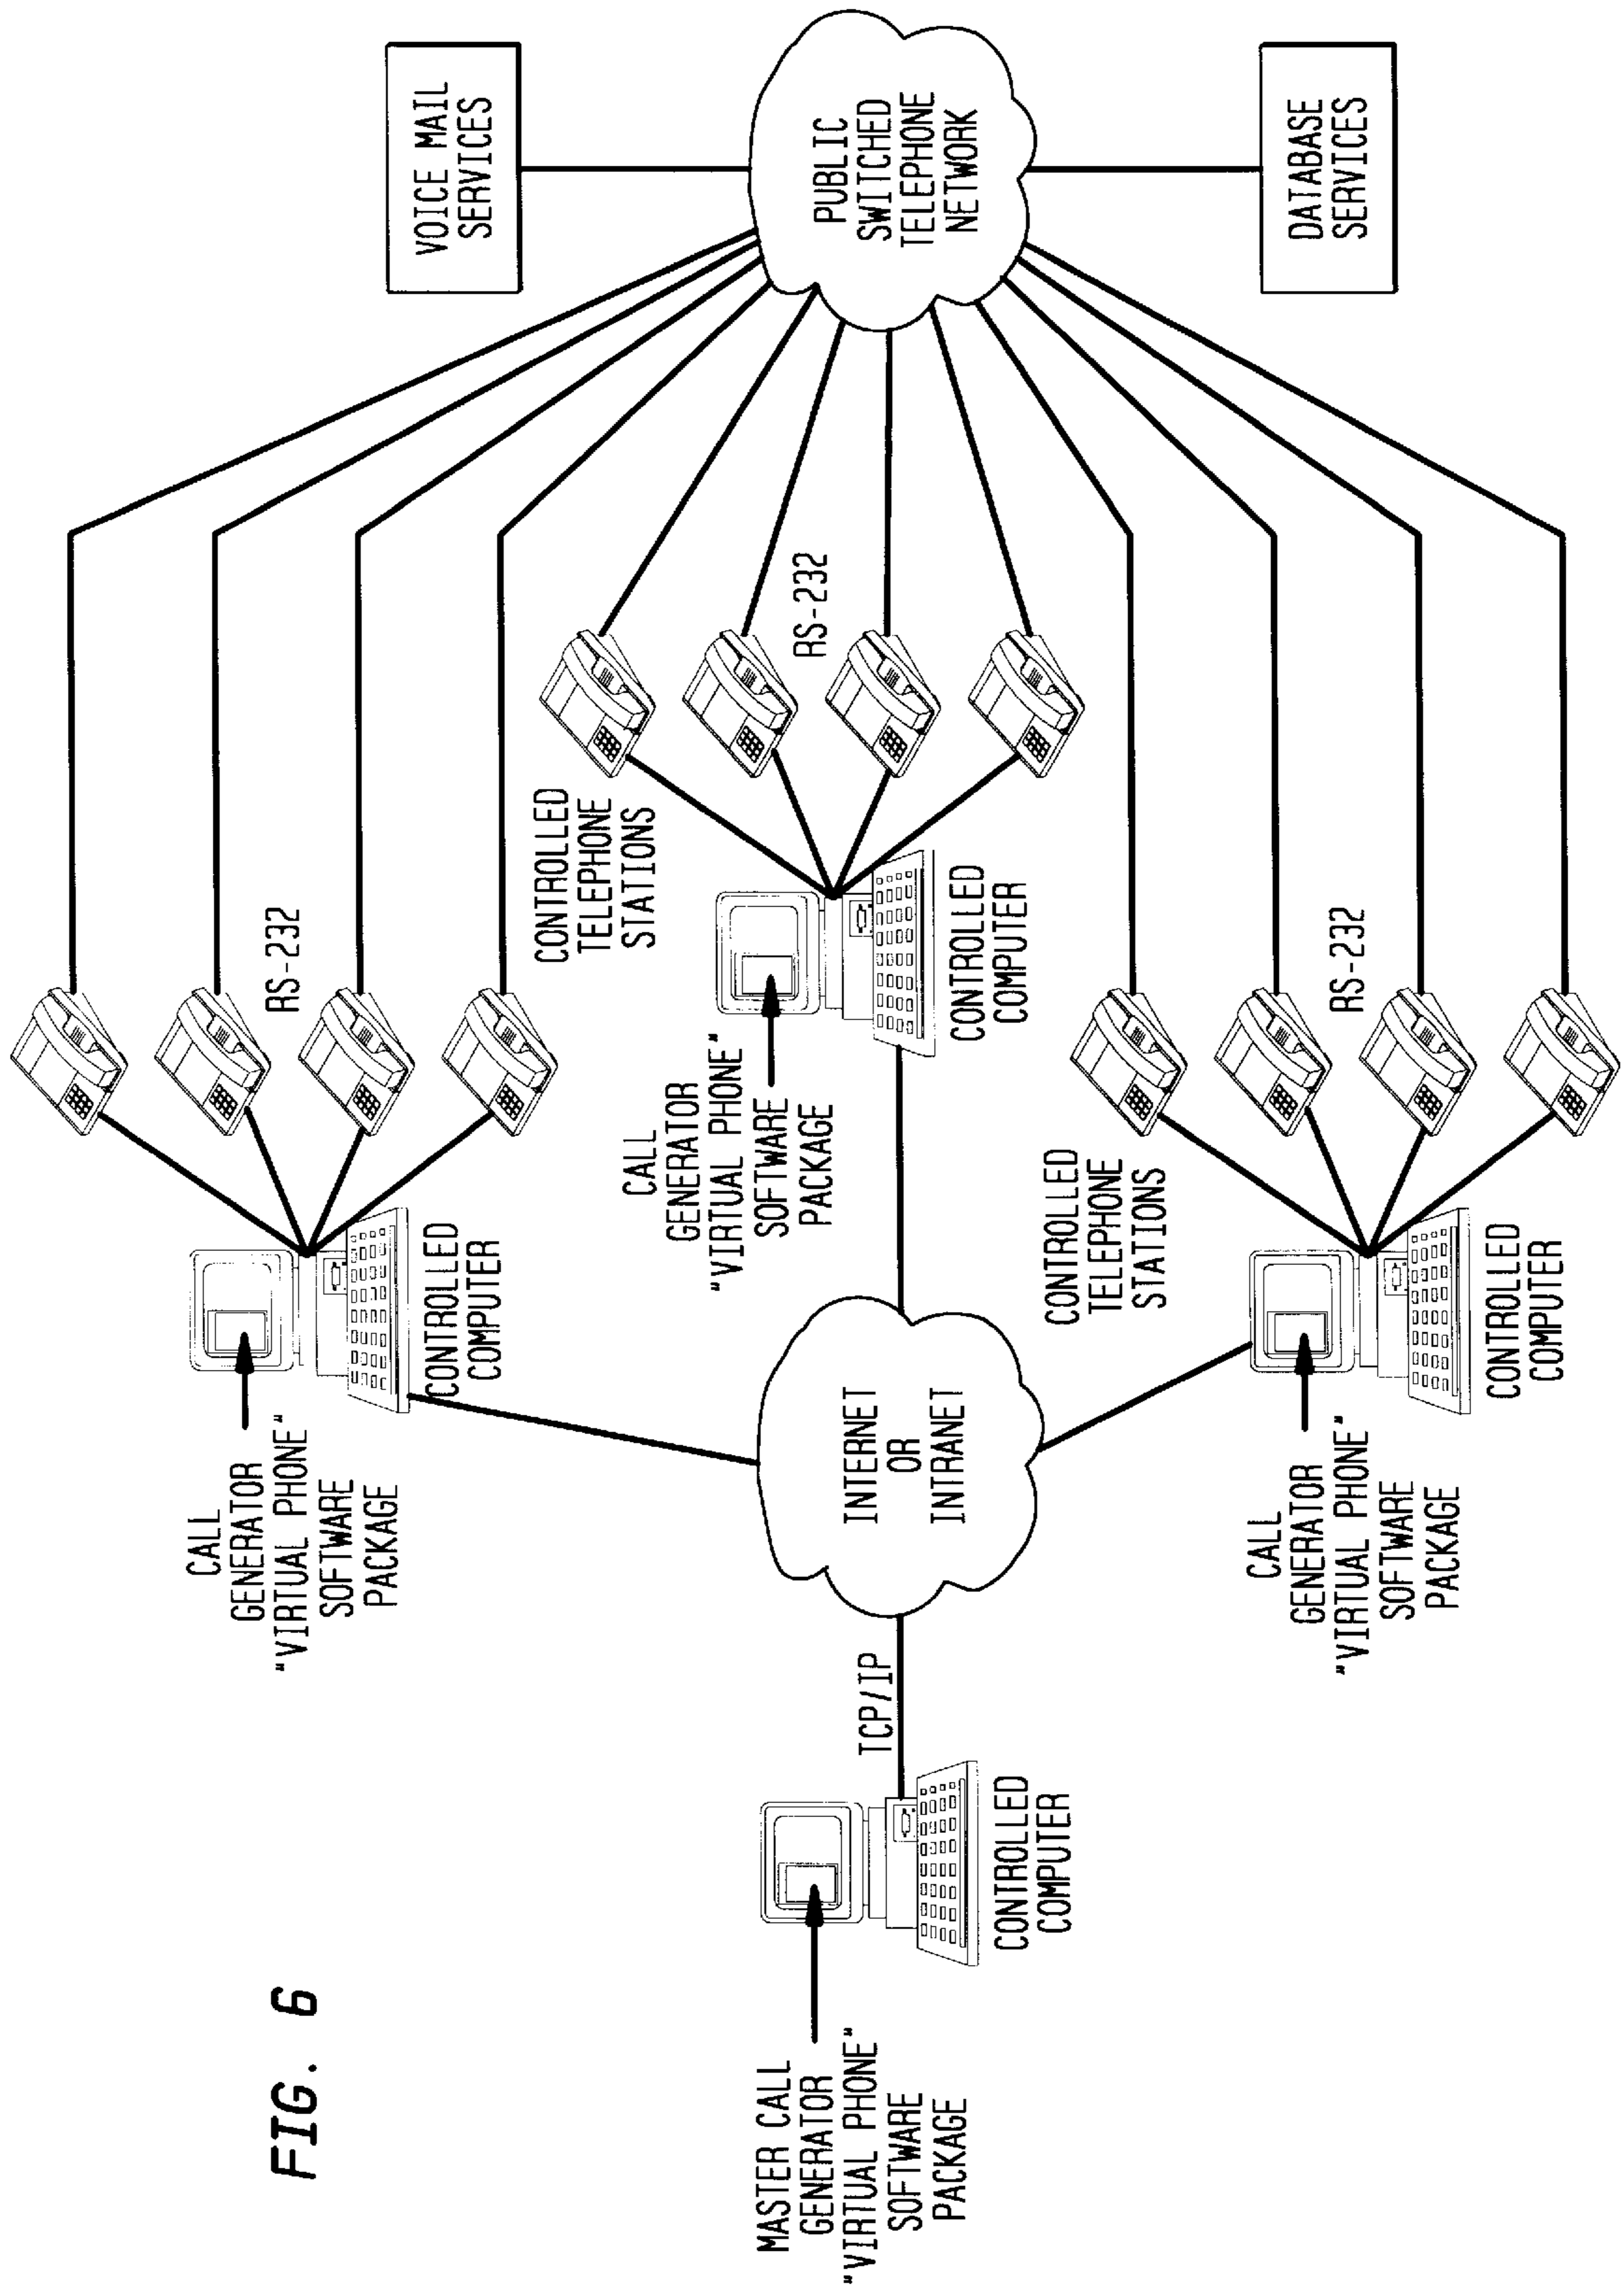 FIG. 6
MASTER CALL
GENERATOR
"VIRTUAL PHONE"
SOFTWARE
PACKAGE
CONTROLLED
COMPUTER
TCP/IP
INTERNET
OR
INTRANET
CALL
GENERATOR
"VIRTUAL PHONE"
SOFTWARE
PACKAGE
CONTROLLED
COMPUTER
RS-232
CONTROLLED
TELEPHONE
STATIONS
CALL
GENERATOR
"VIRTUAL PHONE"
SOFTWARE
PACKAGE
CONTROLLED
COMPUTER
RS-232
CONTROLLED
TELEPHONE
STATIONS
CALL
GENERATOR
"VIRTUAL PHONE"
SOFTWARE
PACKAGE
CONTROLLED
COMPUTER
RS-232
VOICE MAIL
SERVICES
PUBLIC
SWITCHED
TELEPHONE
NETWORK
DATABASE
SERVICES